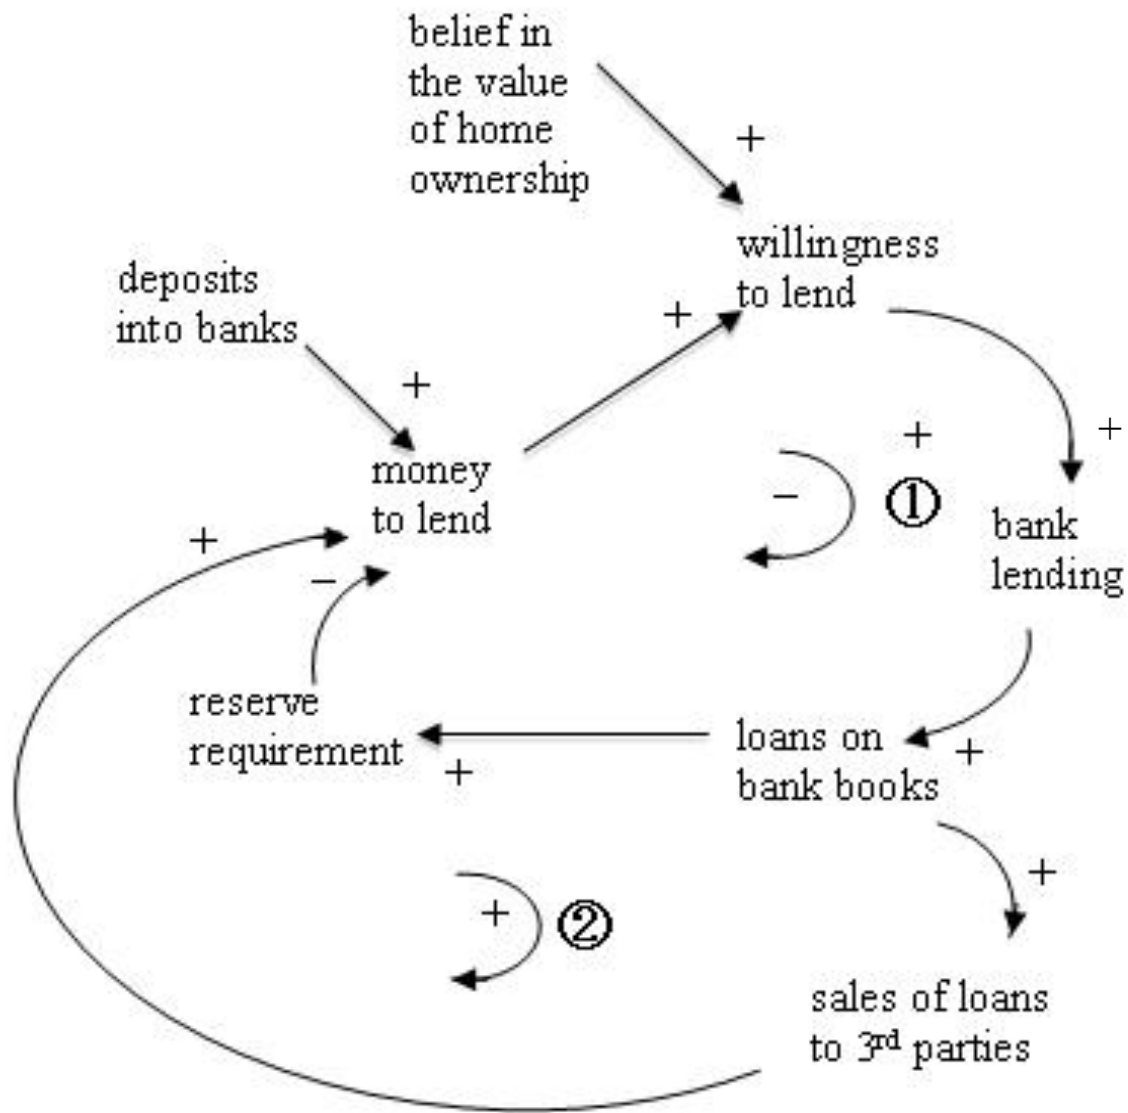 belief in
the value
of home
ownership
+
willingness
to lend
deposits
into banks
+
+
money
to lend
+
+
−
①
bank
lending
+
−
reserve
requirement
+
loans on
bank books
+
+
+
②
sales of loans
to 3rd parties